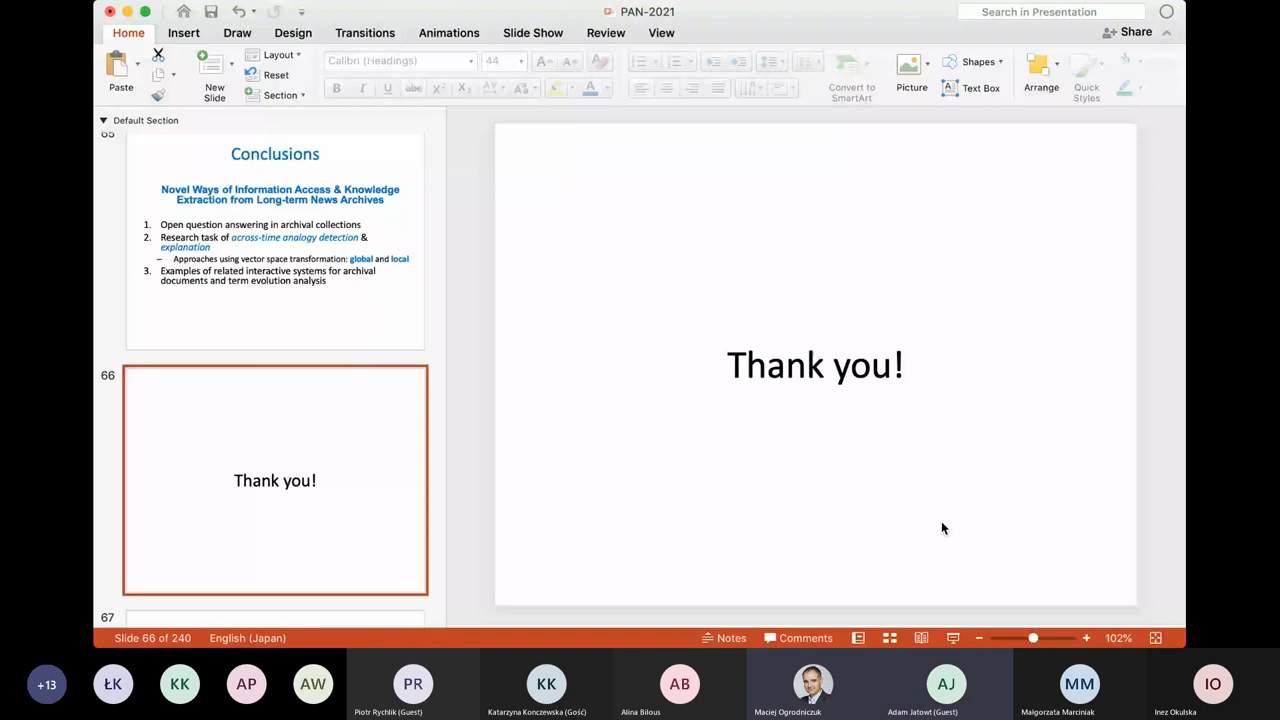 PAN-2021
Search in Presentation
Home Insert Draw Design Transitions Animations Slide Show Review View Share
Paste
New Slide
Layout
Reset
Section
Calibri (Headings) 44
B I U abc X² X₂
Convert to SmartArt
Picture
Shapes
Text Box
Arrange
Quick Styles
Default Section
65
Conclusions
Novel Ways of Information Access & Knowledge
Extraction from Long-term News Archives
1. Open question answering in archival collections
2. Research task of across-time analogy detection &
explanation
– Approaches using vector space transformation: global and local
3. Examples of related interactive systems for archival
documents and term evolution analysis
66
Thank you!
67
Thank you!
Slide 66 of 240 English (Japan) Notes Comments 102%
+13 ŁK KK AP AW PR KK AB AJ MM IO
Piotr Rychlik (Guest) Katarzyna Konczewska (Gość) Alina Bilous Maciej Ogrodniczuk Adam Jatowt (Guest) Małgorzata Marciniak Inez Okulska